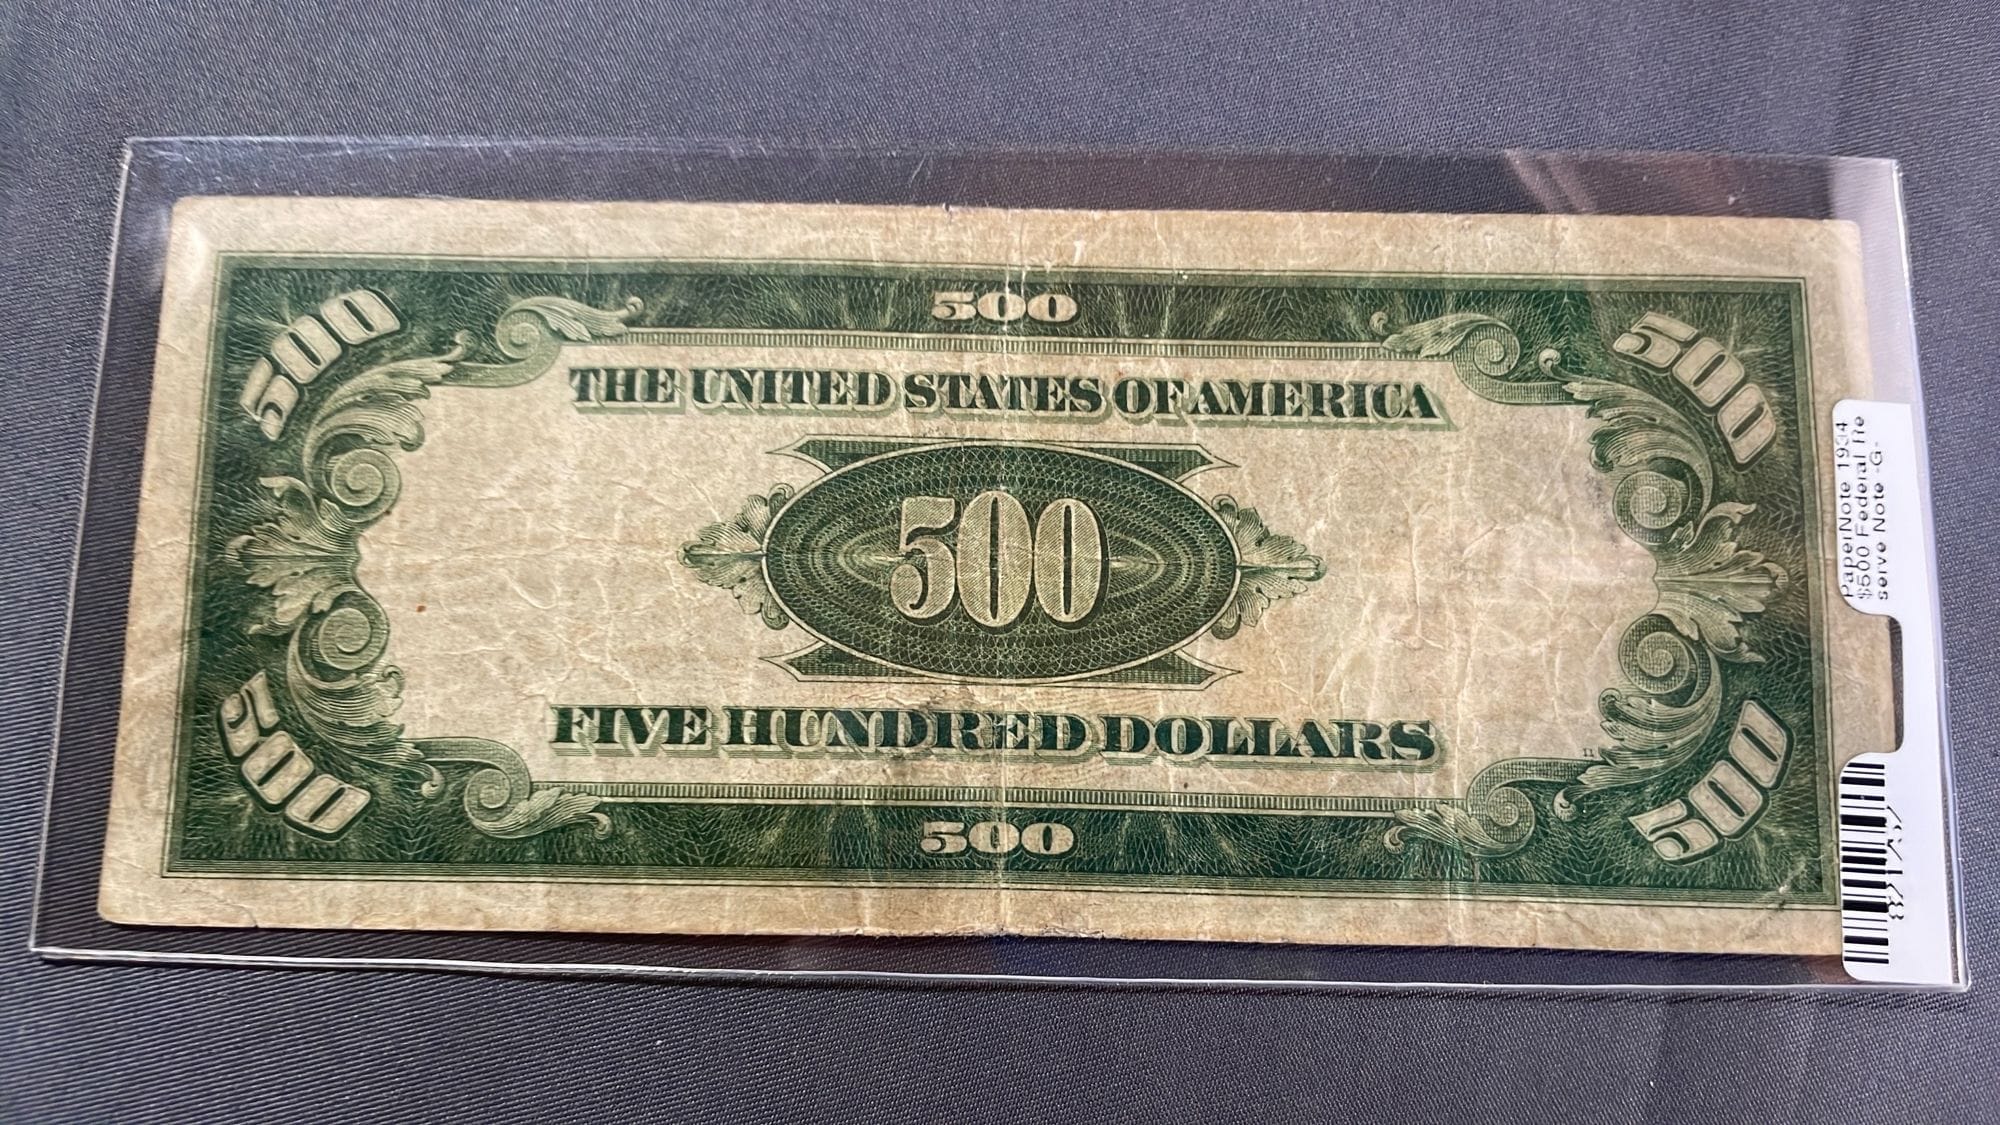 500
500 500
THE UNITED STATES OF AMERICA
500
FIVE HUNDRED DOLLARS
11
500 500
500
PaperNote 1934
$500 Federal Re
serve Note -G-